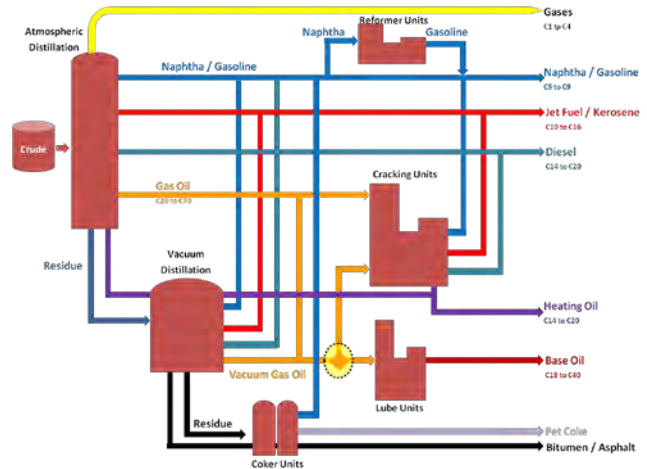 Reformer Units
Gases
C1 tp C4
Atmospheric
Distillation
Naphtha
Gasoline
Naphtha / Gasoline
Naphtha / Gasoline
C5 to C9
Jet Fuel / Kerosene
C10 to C16
Crude
Diesel
C14 to C20
Cracking Units
Gas Oil
C20 to C70
Residue
Vacuum
Distillation
Heating Oil
C14 to C20
Base Oil
C18 to C40
Vacuum Gas Oil
Lube Units
Residue
Pet Coke
Bitumen / Asphalt
Coker Units